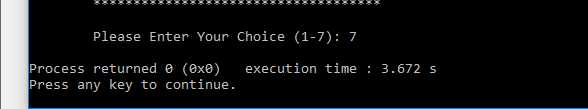 ************************************
Please Enter Your Choice (1-7): 7
Process returned 0 (0x0)   execution time : 3.672 s
Press any key to continue.